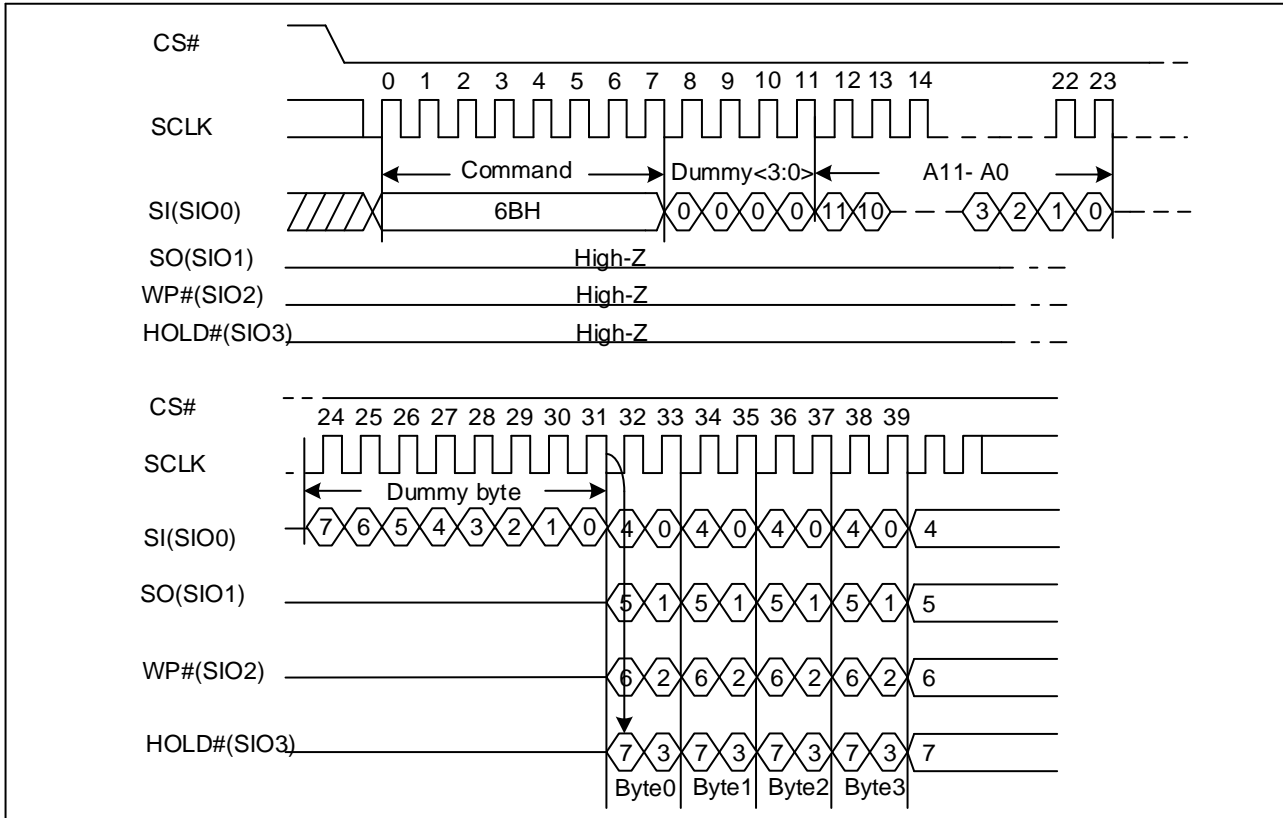 CS#
0 1 2 3 4 5 6 7 8 9 10 11 12 13 14 22 23
SCLK
Command Dummy<3:0> A11- A0
SI(SIO0) 6BH 0 0 0 0 11 10 3 2 1 0
SO(SIO1) High-Z
WP#(SIO2) High-Z
HOLD#(SIO3) High-Z
CS#
24 25 26 27 28 29 30 31 32 33 34 35 36 37 38 39
SCLK
Dummy byte
SI(SIO0) 7 6 5 4 3 2 1 0 4 0 4 0 4 0 4 0 4
SO(SIO1) 5 1 5 1 5 1 5 1 5
WP#(SIO2) 6 2 6 2 6 2 6 2 6
HOLD#(SIO3) 7 3 7 3 7 3 7 3 7
Byte0 Byte1 Byte2 Byte3